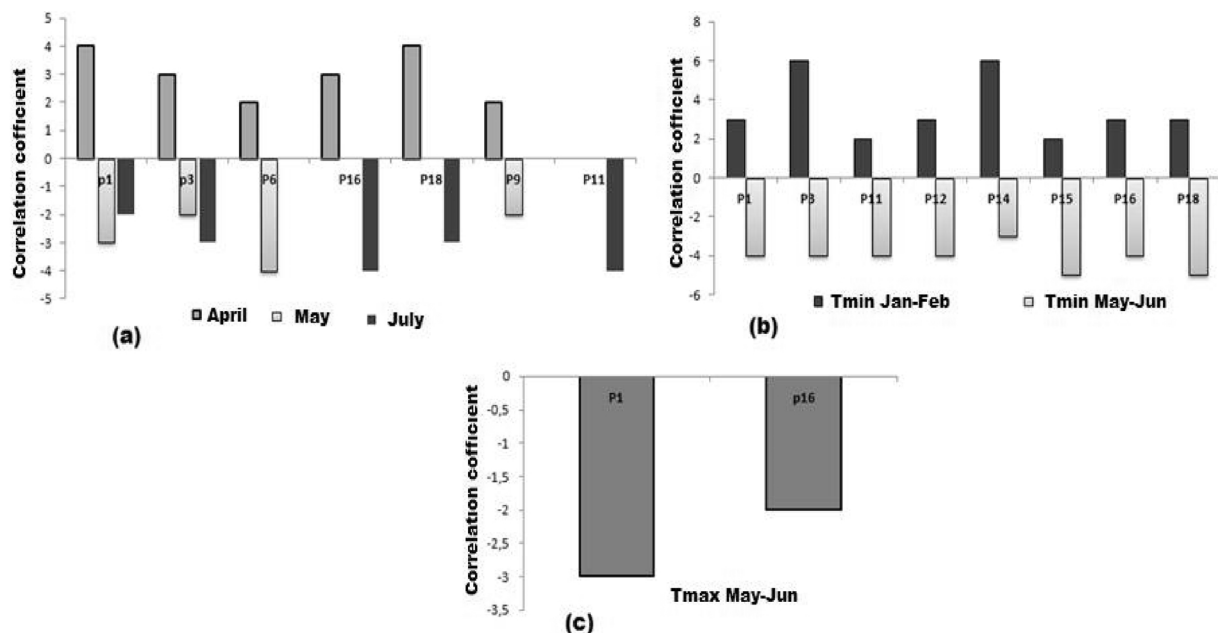 Correlation cofficient
5
4
3
2
1
0
-1
-2
-3
-4
-5
p1 p3 P6 P16 P18 P9 P11
April May July
(a)
Correlation cofficient
8
6
4
2
0
-2
-4
-6
P1 P3 P11 P12 P14 P15 P16 P18
Tmin Jan-Feb Tmin May-Jun
(b)
Correlation cofficient
0
-0,5
-1
-1,5
-2
-2,5
-3
-3,5
P1 p16
Tmax May-Jun
(c)